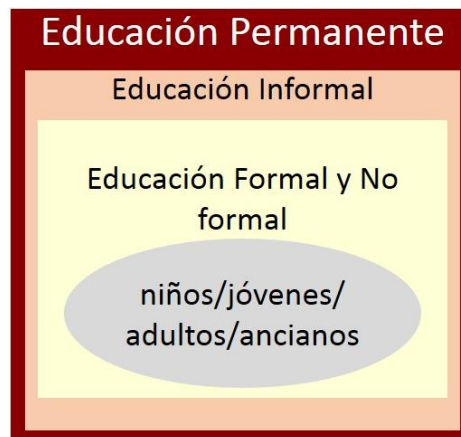 Educación Permanente
Educación Informal
Educación Formal y No
formal
niños/jóvenes/
adultos/ancianos